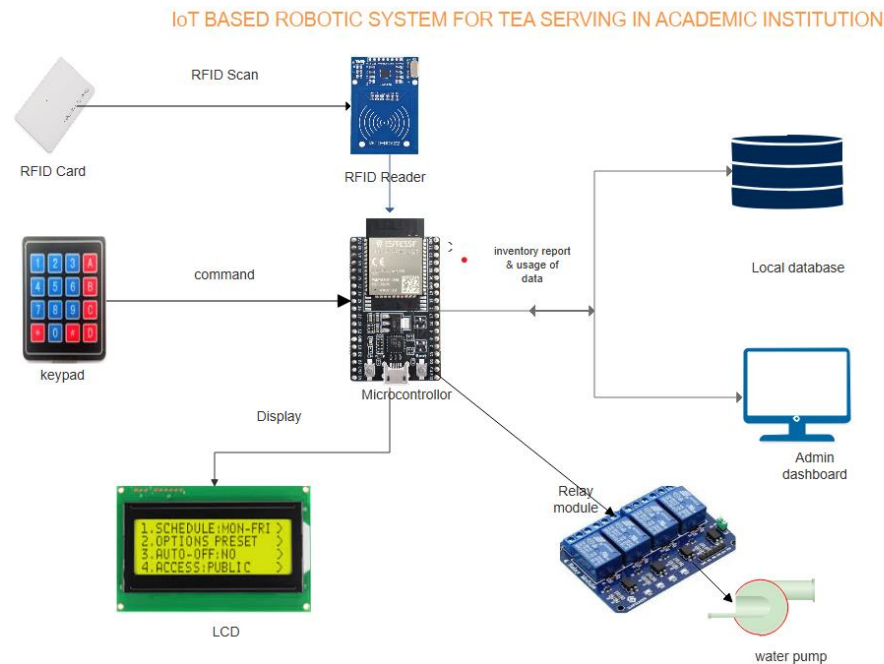 IoT BASED ROBOTIC SYSTEM FOR TEA SERVING IN ACADEMIC INSTITUTION
RFID Scan
RFID Card
RFID Reader
inventory report
& usage of
data
Local database
command
1 2 3 A
4 5 6 B
7 8 9 C
* 0 # D
keypad
ESPRESSIF
Microcontrollor
Display
Admin
dashboard
Relay
module
1.SCHEDULE:MON-FRI >
2.OPTIONS PRESET >
3.AUTO-OFF:NO >
4.ACCESS:PUBLIC >
LCD
water pump